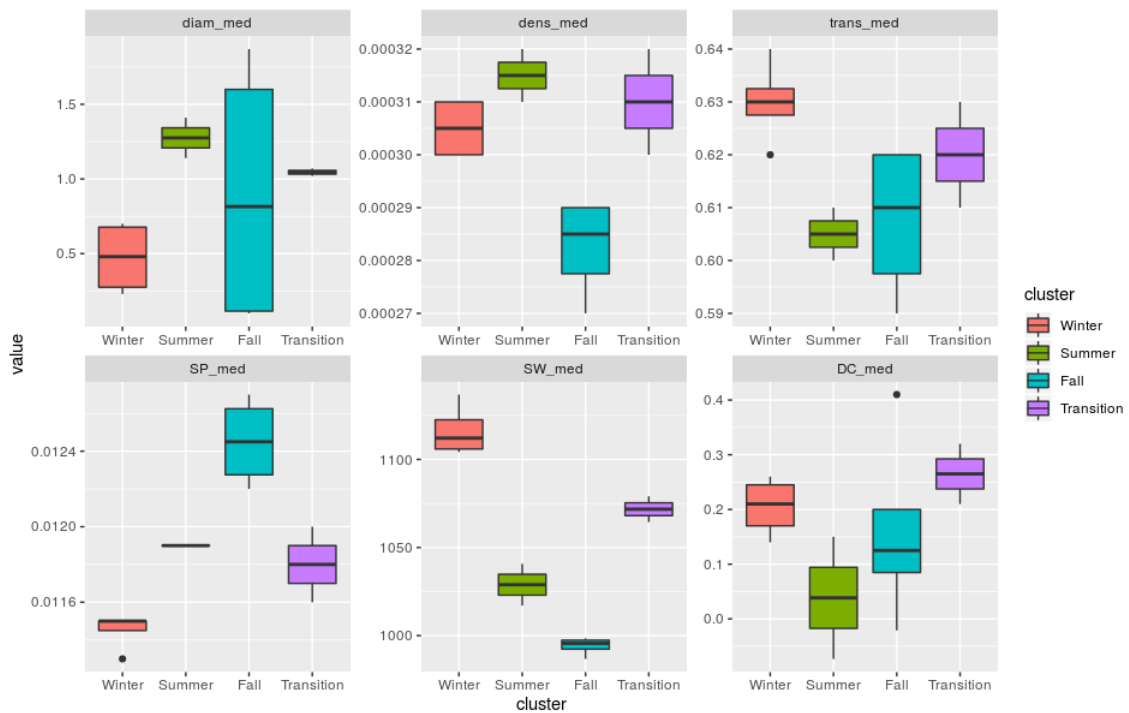 diam_med
dens_med
trans_med
1.5
1.0
0.5
0.00032
0.00031
0.00030
0.00029
0.00028
0.00027
0.64
0.63
0.62
0.61
0.60
0.59
Winter Summer Fall Transition
Winter Summer Fall Transition
Winter Summer Fall Transition
value
SP_med
SW_med
DC_med
0.0124
0.0120
0.0116
1100
1050
1000
0.4
0.3
0.2
0.1
0.0
Winter Summer Fall Transition
Winter Summer Fall Transition
Winter Summer Fall Transition
cluster
cluster
Winter
Summer
Fall
Transition